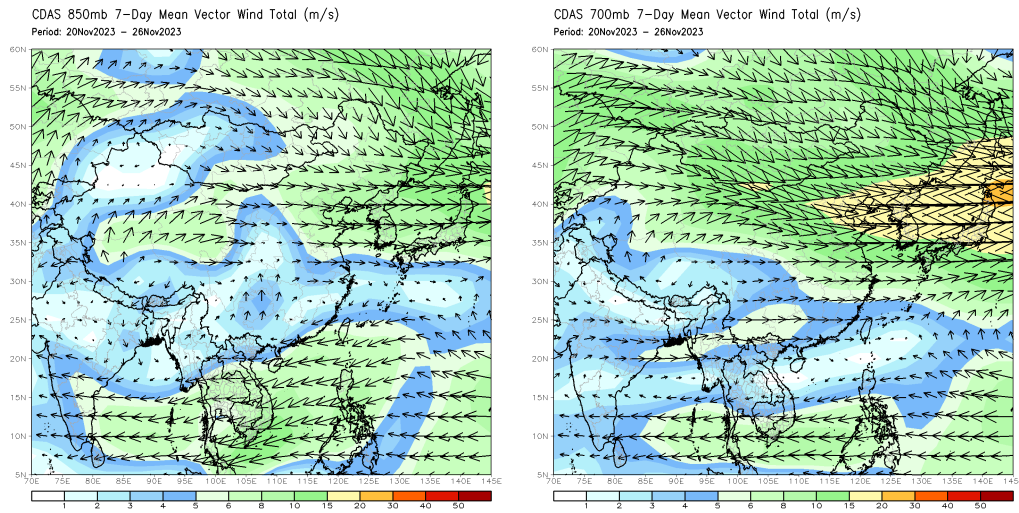 CDAS 850mb 7-Day Mean Vector Wind Total (m/s)
Period: 20Nov2023 - 26Nov2023
60N
55N
50N
45N
40N
35N
30N
25N
20N
15N
10N
5N
70E 75E 80E 85E 90E 95E 100E 105E 110E 115E 120E 125E 130E 135E 140E 145E
1 2 3 4 5 6 8 10 15 20 30 40 50
CDAS 700mb 7-Day Mean Vector Wind Total (m/s)
Period: 20Nov2023 - 26Nov2023
60N
55N
50N
45N
40N
35N
30N
25N
20N
15N
10N
5N
70E 75E 80E 85E 90E 95E 100E 105E 110E 115E 120E 125E 130E 135E 140E 145E
1 2 3 4 5 6 8 10 15 20 30 40 50